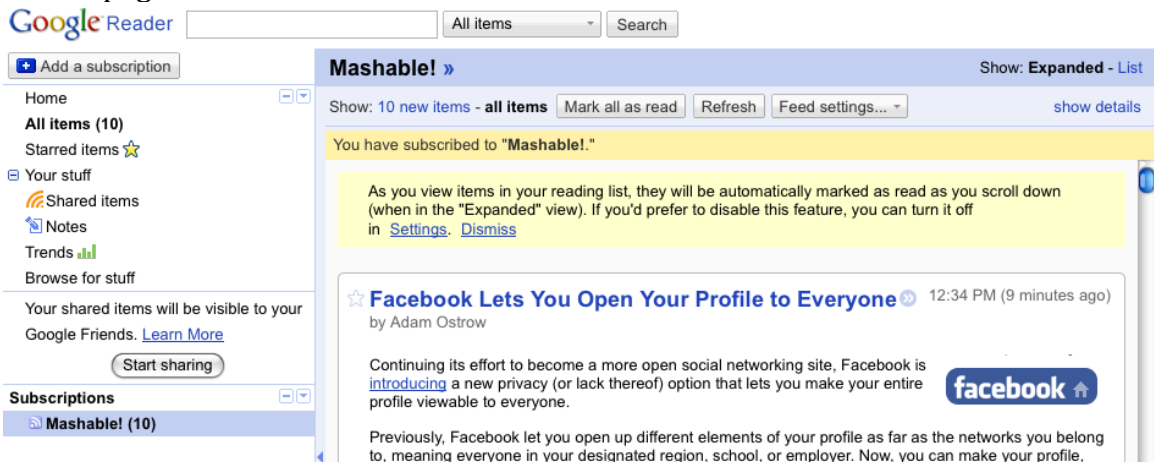 Google Reader All items Search
Add a subscription
Home
All items (10)
Starred items
Your stuff
Shared items
Notes
Trends
Browse for stuff
Your shared items will be visible to your
Google Friends. Learn More
Start sharing
Subscriptions
Mashable! (10)
Mashable! » Show: Expanded - List
Show: 10 new items - all items Mark all as read Refresh Feed settings... show details
You have subscribed to "Mashable!."
As you view items in your reading list, they will be automatically marked as read as you scroll down
(when in the "Expanded" view). If you'd prefer to disable this feature, you can turn it off
in Settings. Dismiss
Facebook Lets You Open Your Profile to Everyone 12:34 PM (9 minutes ago)
by Adam Ostrow
Continuing its effort to become a more open social networking site, Facebook is
introducing a new privacy (or lack thereof) option that lets you make your entire
profile viewable to everyone.
facebook
Previously, Facebook let you open up different elements of your profile as far as the networks you belong
to, meaning everyone in your designated region, school, or employer. Now, you can make your profile,